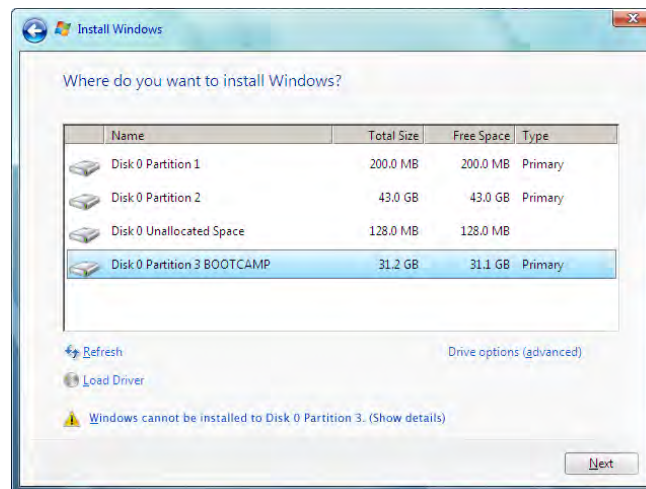 Install Windows
Where do you want to install Windows?
Name Total Size Free Space Type
Disk 0 Partition 1 200.0 MB 200.0 MB Primary
Disk 0 Partition 2 43.0 GB 43.0 GB Primary
Disk 0 Unallocated Space 128.0 MB 128.0 MB
Disk 0 Partition 3 BOOTCAMP 31.2 GB 31.1 GB Primary
Refresh Drive options (advanced)
Load Driver
Windows cannot be installed to Disk 0 Partition 3. (Show details)
Next